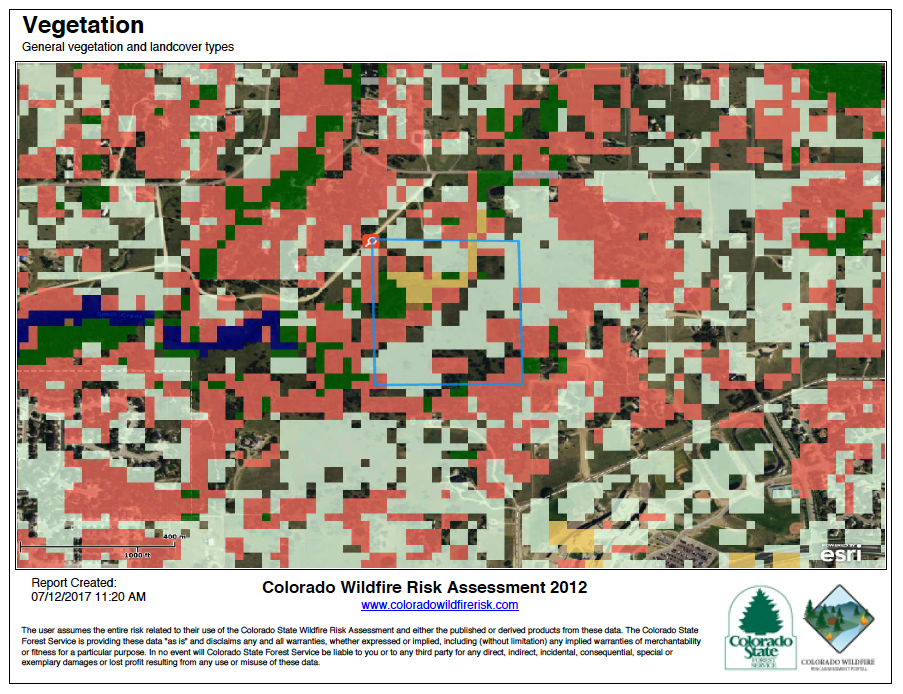 Vegetation
General vegetation and landcover types
400 m
1000 ft
POWERED BY
esri
Report Created:
07/12/2017 11:20 AM
Colorado Wildfire Risk Assessment 2012
www.coloradowildfirerisk.com
The user assumes the entire risk related to their use of the Colorado State Wildfire Risk Assessment and either the published or derived products from these data. The Colorado State
Forest Service is providing these data "as is" and disclaims any and all warranties, whether expressed or implied, including (without limitation) any implied warranties of merchantability
or fitness for a particular purpose. In no event will Colorado State Forest Service be liable to you or to any third party for any direct, indirect, incidental, consequential, special or
exemplary damages or lost profit resulting from any use or misuse of these data.
Colorado
State
FOREST
SERVICE
COLORADO WILDFIRE
RISK ASSESSMENT PORTAL